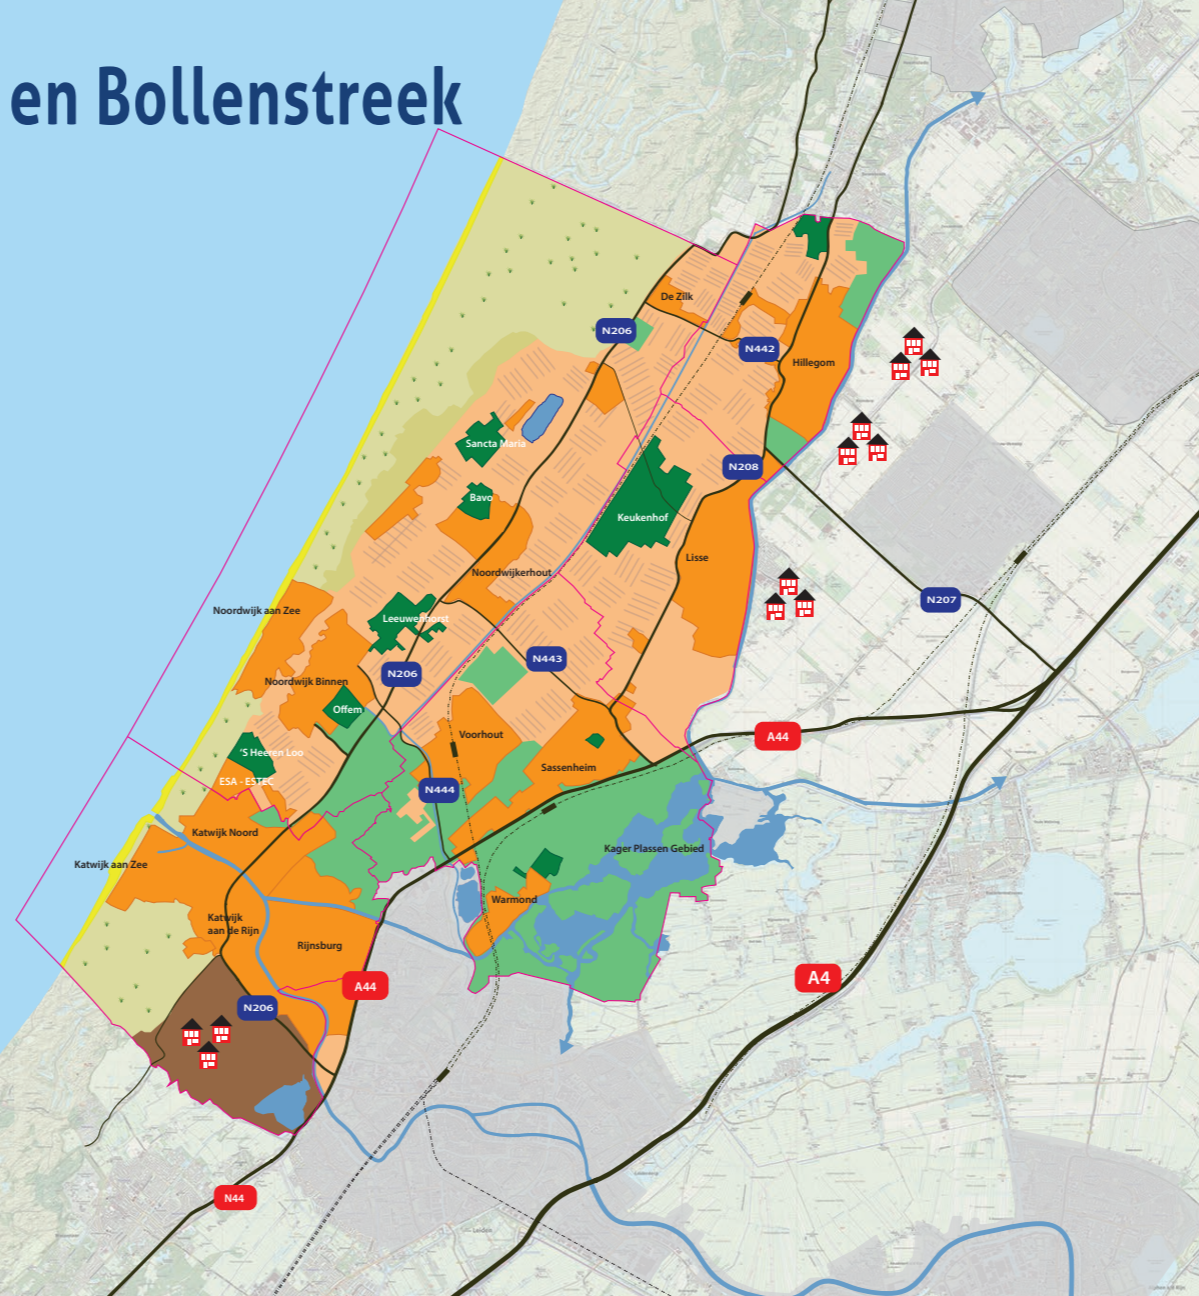 en Bollenstreek
De Zilk
N206
N442
Hillegom
Sancta Maria
N208
Bavo
Keukenhof
Lisse
Noordwijkerhout
N207
Noordwijk aan Zee
Leeuwenhorst
N443
N206
Noordwijk Binnen
Offem
Voorhout
A44
'S Heeren Loo
Sassenheim
ESA - ESTEC
N444
Katwijk Noord
Kager Plassen Gebied
Katwijk aan Zee
Warmond
Katwijk
aan de Rijn
Rijnsburg
A4
A44
N206
N44